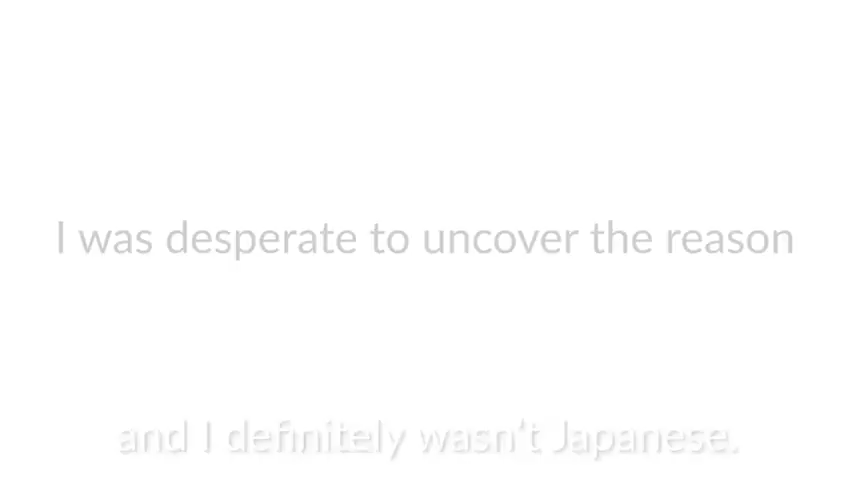 I was desperate to uncover the reason
and I definitely wasn't Japanese.